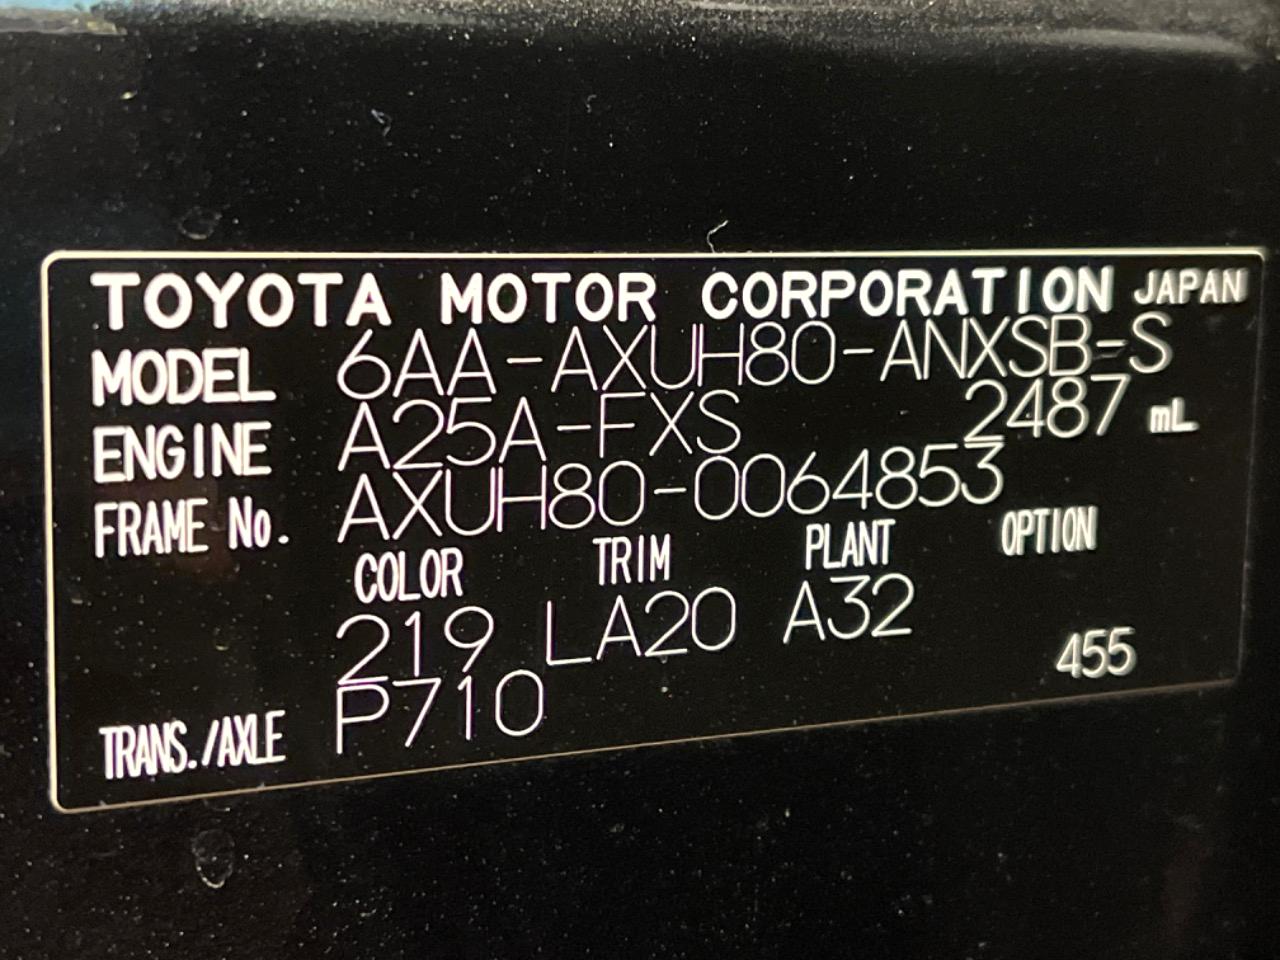 TOYOTA MOTOR CORPORATION JAPAN
MODEL 6AA-AXUH80-ANXSB-S
ENGINE A25A-FXS 2487 mL
FRAME No. AXUH80-0064853
COLOR TRIM PLANT OPTION
219 LA20 A32
455
TRANS./AXLE P710